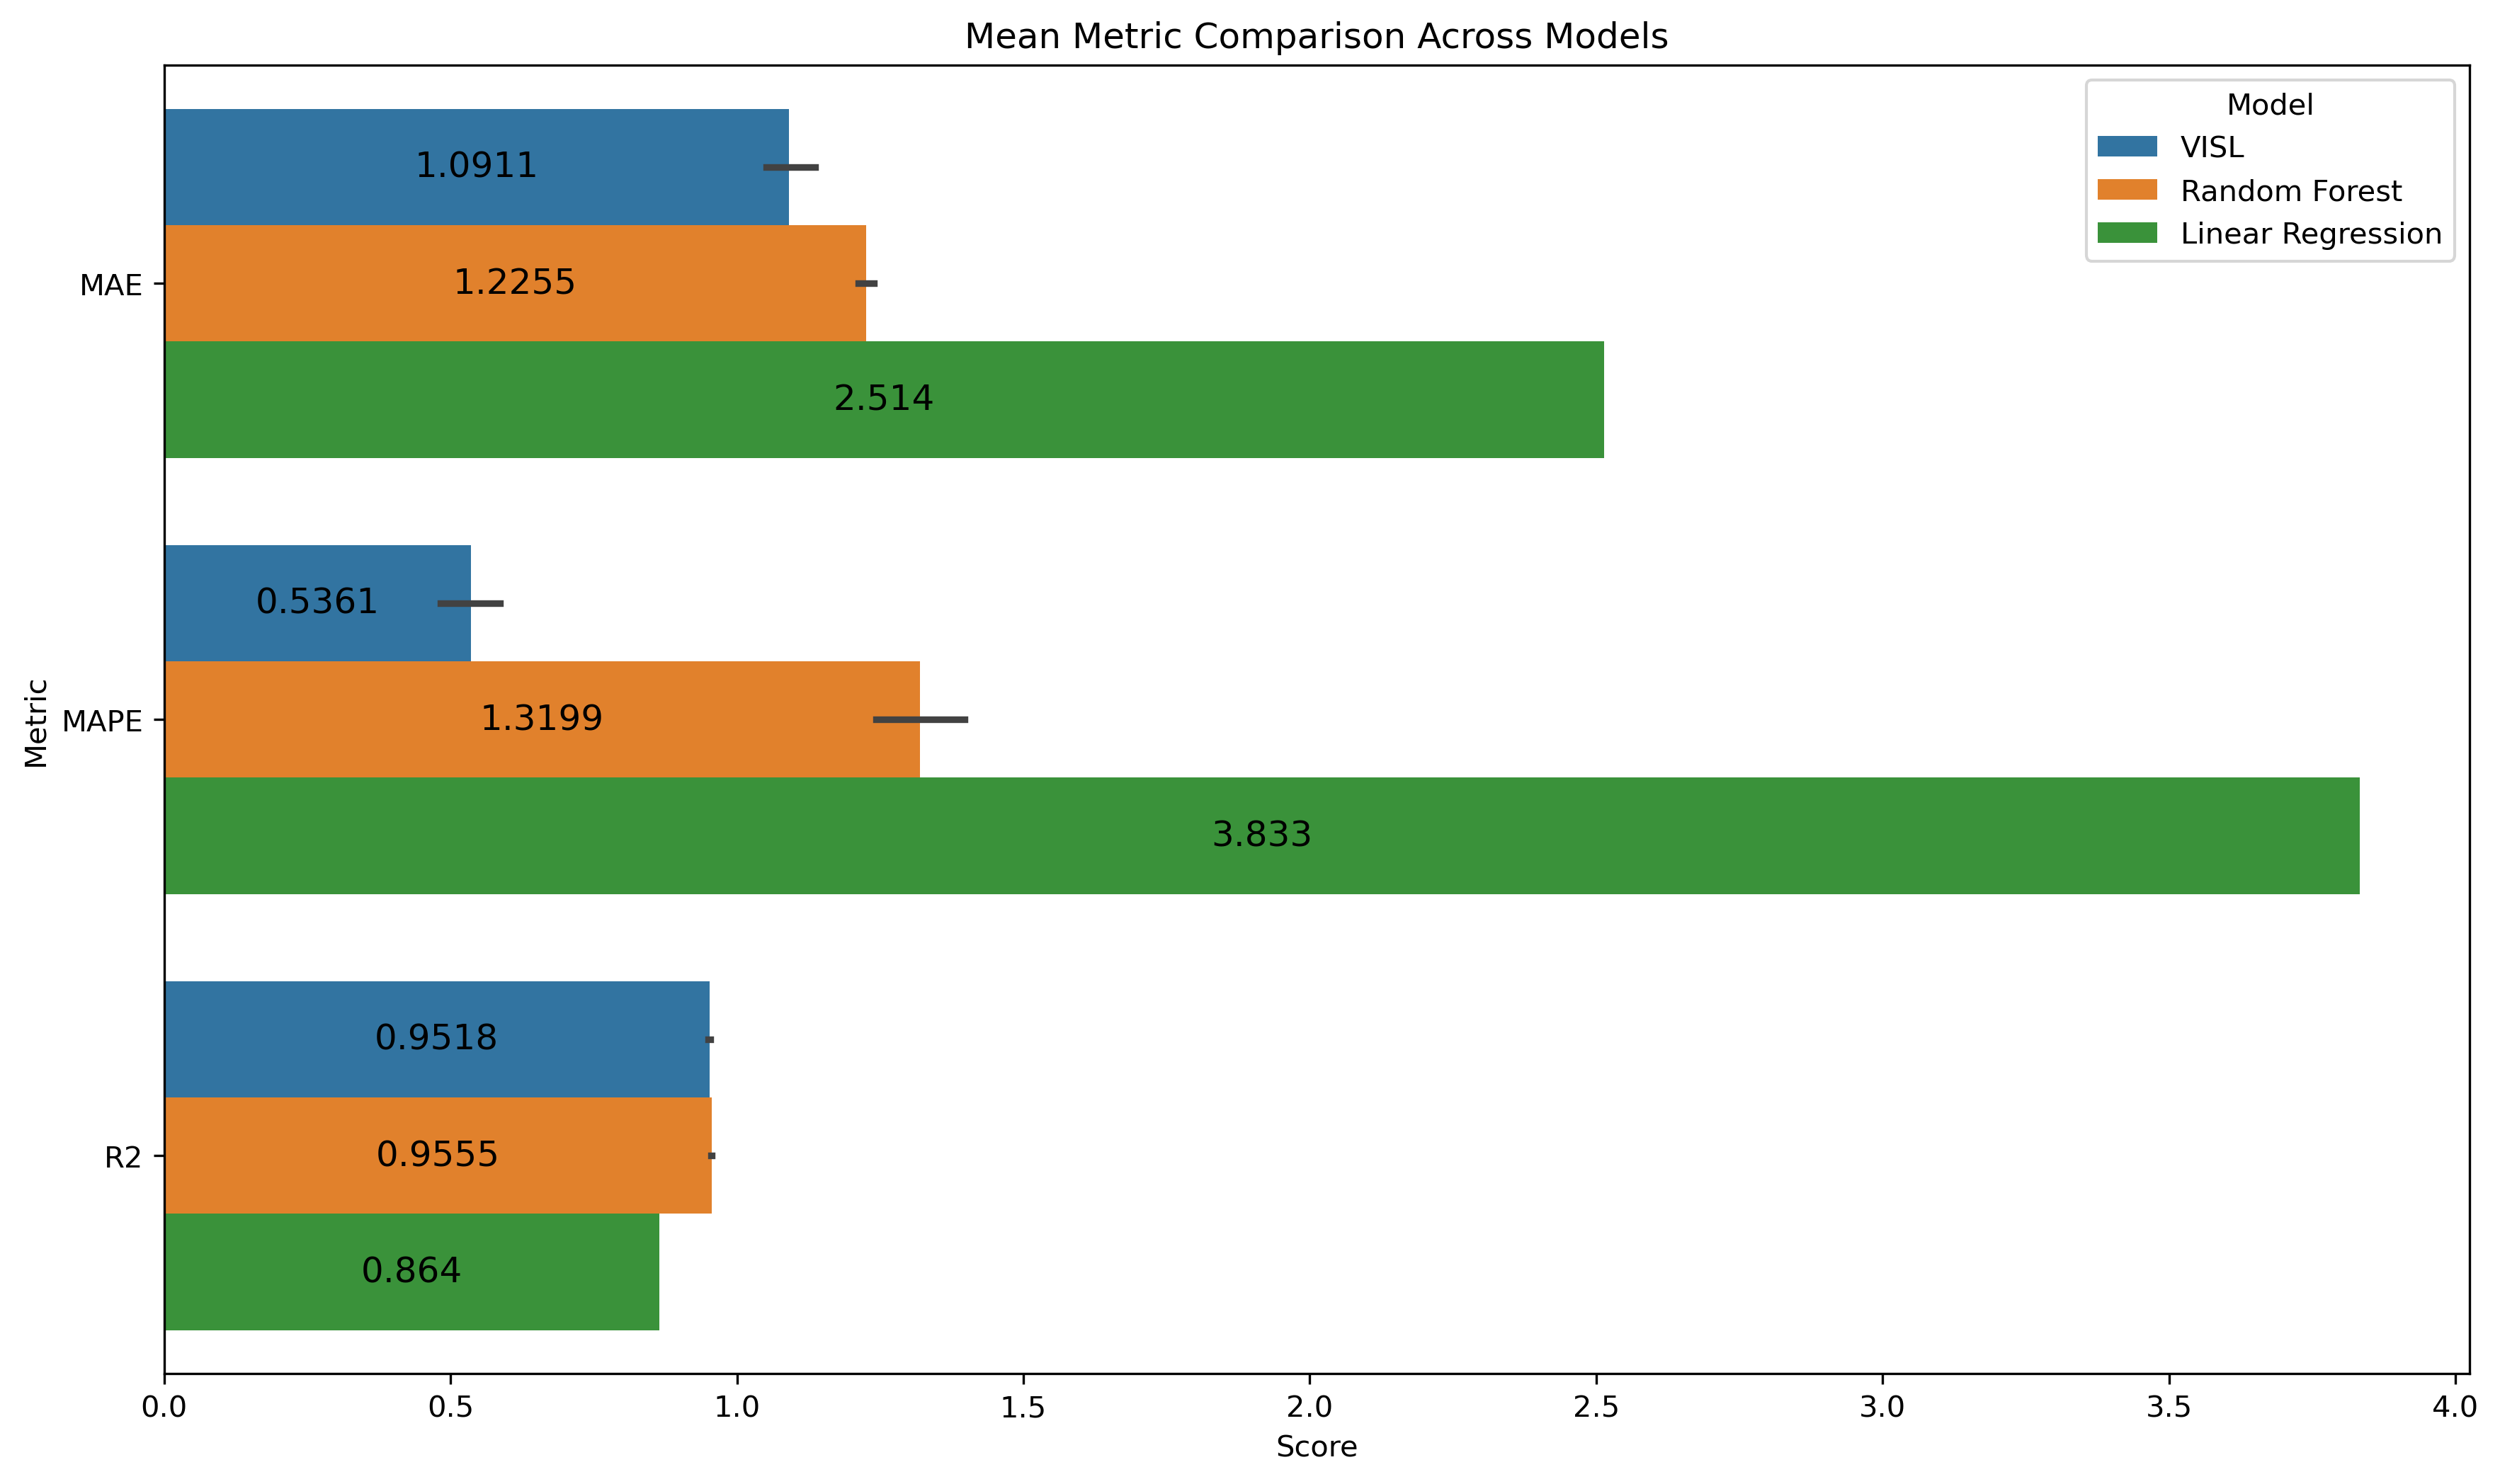 Mean Metric Comparison Across Models
Model
VISL
Random Forest
Linear Regression
Metric
MAE
1.0911
1.2255
2.514
MAPE
0.5361
1.3199
3.833
R2
0.9518
0.9555
0.864
0.0 0.5 1.0 1.5 2.0 2.5 3.0 3.5 4.0
Score